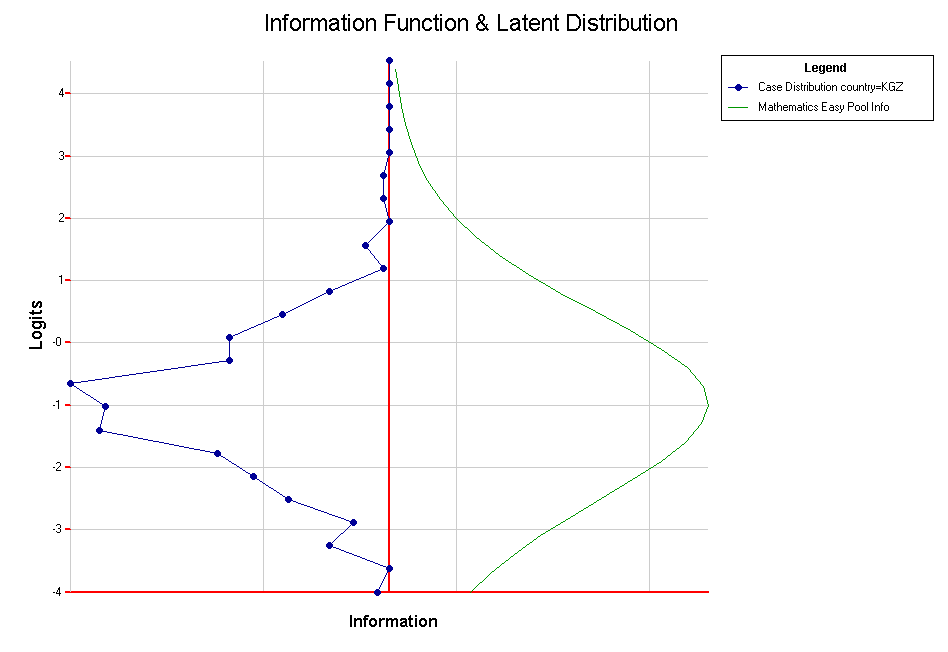 Information Function & Latent Distribution
Legend
Case Distribution country=KGZ
Mathematics Easy Pool Info
4
3
2
1
-0
-1
-2
-3
-4
Logits
Information